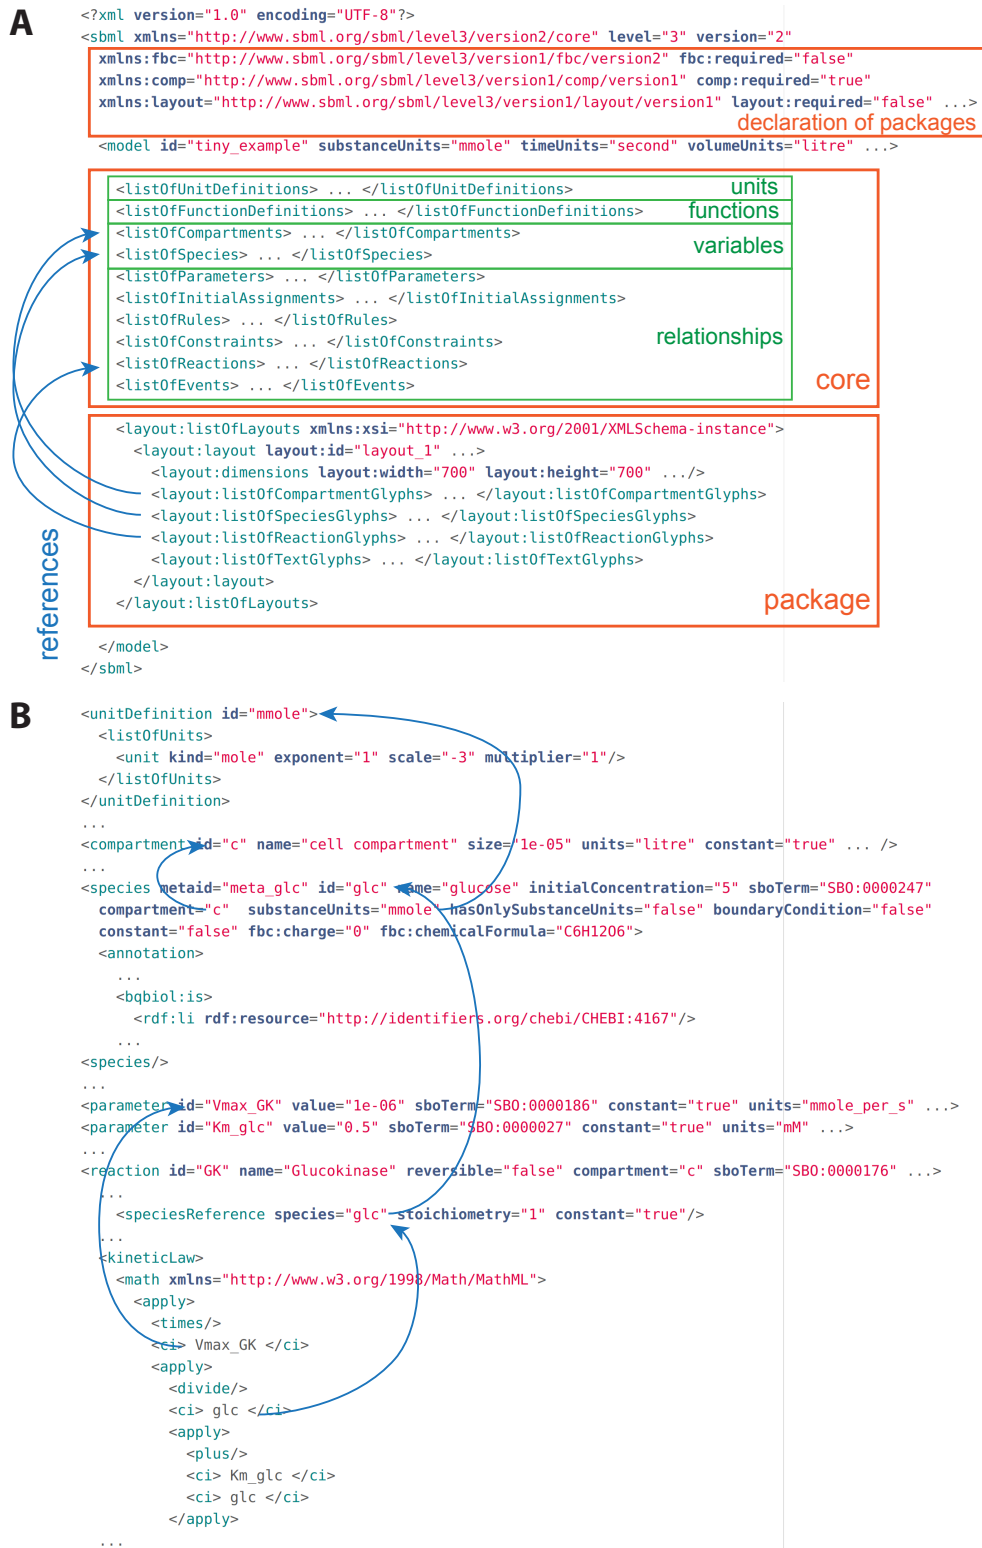 A
<?xml version="1.0" encoding="UTF-8"?>
<sbml xmlns="http://www.sbml.org/sbml/level3/version2/core" level="3" version="2"
xmlns:fbc="http://www.sbml.org/sbml/level3/version1/fbc/version2" fbc:required="false"
xmlns:comp="http://www.sbml.org/sbml/level3/version1/comp/version1" comp:required="true"
xmlns:layout="http://www.sbml.org/sbml/level3/version1/layout/version1" layout:required="false" ...>
declaration of packages
<model id="tiny_example" substanceUnits="mmole" timeUnits="second" volumeUnits="litre" ...>
<listOfUnitDefinitions> ... </listOfUnitDefinitions> units
<listOfFunctionDefinitions> ... </listOfFunctionDefinitions> functions
<listOfCompartments> ... </listOfCompartments>
variables
<listOfSpecies> ... </listOfSpecies>
<listOfParameters> ... </listOfParameters>
<listOfInitialAssignments> ... </listOfInitialAssignments>
<listOfRules> ... </listOfRules>
relationships
<listOfConstraints> ... </listOfConstraints>
<listOfReactions> ... </listOfReactions>
<listOfEvents> ... </listOfEvents>
core
<layout:listOfLayouts xmlns:xsi="http://www.w3.org/2001/XMLSchema-instance">
<layout:layout layout:id="layout_1" ...>
<layout:dimensions layout:width="700" layout:height="700" .../>
<layout:listOfCompartmentGlyphs> ... </layout:listOfCompartmentGlyphs>
<layout:listOfSpeciesGlyphs> ... </layout:listOfSpeciesGlyphs>
<layout:listOfReactionGlyphs> ... </layout:listOfReactionGlyphs>
<layout:listOfTextGlyphs> ... </layout:listOfTextGlyphs>
</layout:layout>
</layout:listOfLayouts>
package
references
</model>
</sbml>
B
<unitDefinition id="mmole">
<listOfUnits>
<unit kind="mole" exponent="1" scale="-3" multiplier="1"/>
</listOfUnits>
</unitDefinition>
...
<compartment id="c" name="cell compartment" size="1e-05" units="litre" constant="true" ... />
...
<species metaid="meta_glc" id="glc" name="glucose" initialConcentration="5" sboTerm="SBO:0000247"
compartment="c" substanceUnits="mmole" hasOnlySubstanceUnits="false" boundaryCondition="false"
constant="false" fbc:charge="0" fbc:chemicalFormula="C6H12O6">
<annotation>
...
<bqbiol:is>
<rdf:li rdf:resource="http://identifiers.org/chebi/CHEBI:4167"/>
...
<species/>
...
<parameter id="Vmax_GK" value="1e-06" sboTerm="SBO:0000186" constant="true" units="mmole_per_s" ...>
<parameter id="Km_glc" value="0.5" sboTerm="SBO:0000027" constant="true" units="mM" ...>
...
<reaction id="GK" name="Glucokinase" reversible="false" compartment="c" sboTerm="SBO:0000176" ...>
...
<speciesReference species="glc" stoichiometry="1" constant="true"/>
...
<kineticLaw>
<math xmlns="http://www.w3.org/1998/Math/MathML">
<apply>
<times/>
<ci> Vmax_GK </ci>
<apply>
<divide/>
<ci> glc </ci>
<apply>
<plus/>
<ci> Km_glc </ci>
<ci> glc </ci>
</apply>
...